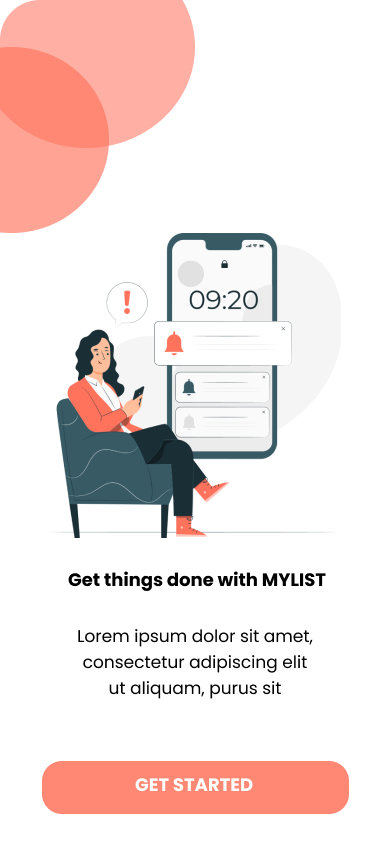 09:20
!
Get things done with MYLIST
Lorem ipsum dolor sit amet,
consectetur adipiscing elit
ut aliquam, purus sit
GET STARTED